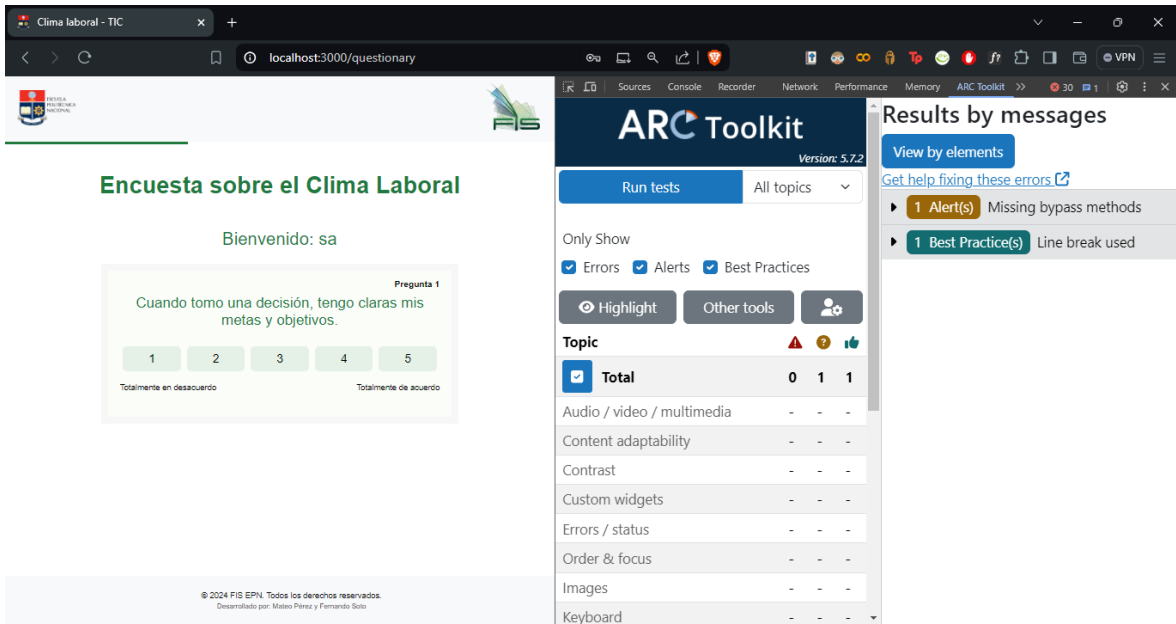 Clima laboral - TIC
localhost:3000/questionary
VPN
ESCUELA
POLITÉCNICA
NACIONAL
FIS
Encuesta sobre el Clima Laboral
Bienvenido: sa
Pregunta 1
Cuando tomo una decisión, tengo claras mis
metas y objetivos.
1 2 3 4 5
Totalmente en desacuerdo Totalmente de acuerdo
© 2024 FIS EPN. Todos los derechos reservados.
Desarrollado por: Mateo Pérez y Fernando Soto
Sources Console Recorder Network Performance Memory ARC Toolkit 30 1
ARC Toolkit
Version: 5.7.2
Run tests All topics
Only Show
Errors Alerts Best Practices
Highlight Other tools
Topic
Total 0 1 1
Audio / video / multimedia - - -
Content adaptability - - -
Contrast - - -
Custom widgets - - -
Errors / status - - -
Order & focus - - -
Images - - -
Keyboard - - -
Results by messages
View by elements
Get help fixing these errors
1 Alert(s) Missing bypass methods
1 Best Practice(s) Line break used